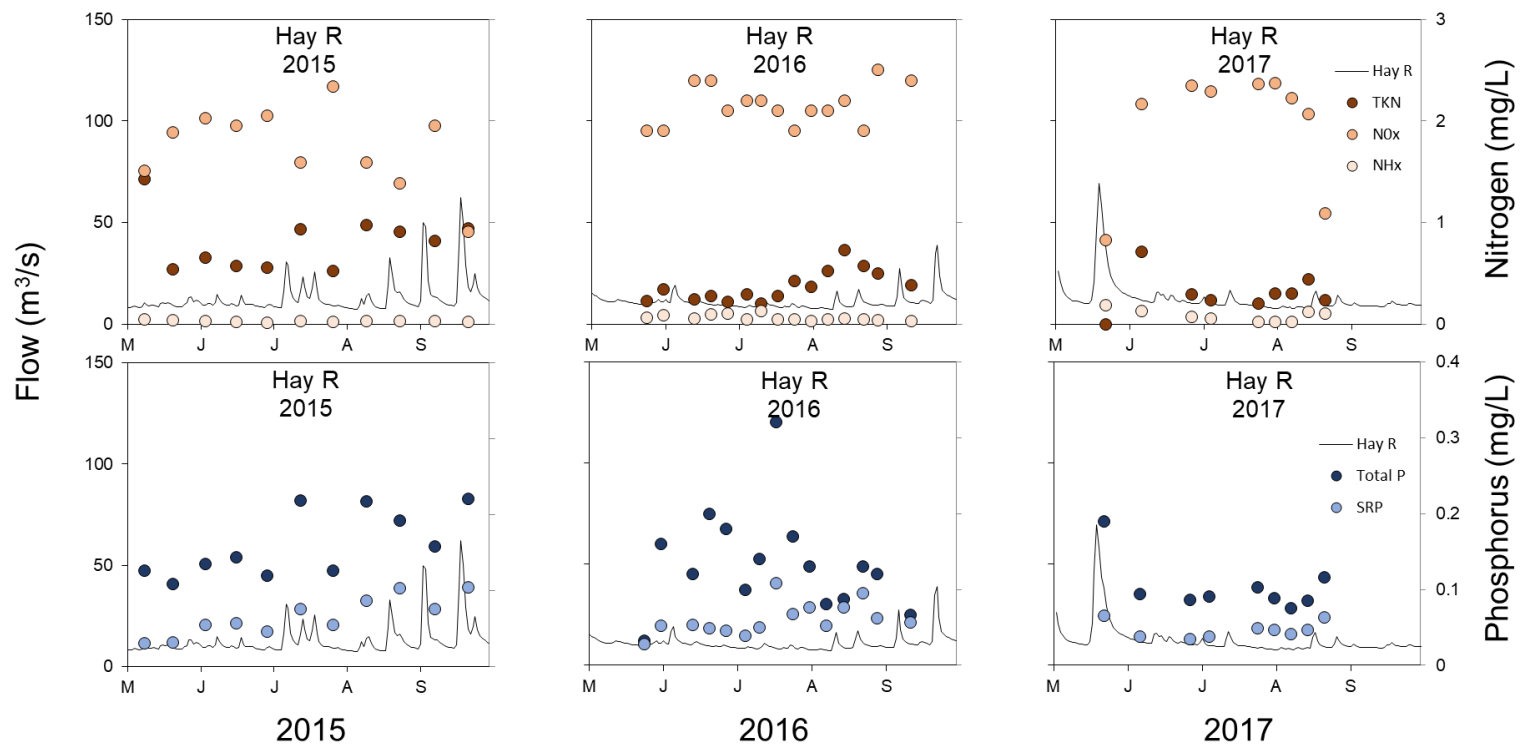 150
100
50
0
M J J A S
Hay R
2015
M J J A S
Hay R
2016
3
2
1
0
M J J A S
Hay R
2017
Hay R
TKN
N0x
NHx
Flow (m³/s)
Nitrogen (mg/L)
150
100
50
0
M J J A S
Hay R
2015
M J J A S
Hay R
2016
0.4
0.3
0.2
0.1
0
M J J A S
Hay R
2017
Hay R
Total P
SRP
Phosphorus (mg/L)
2015
2016
2017